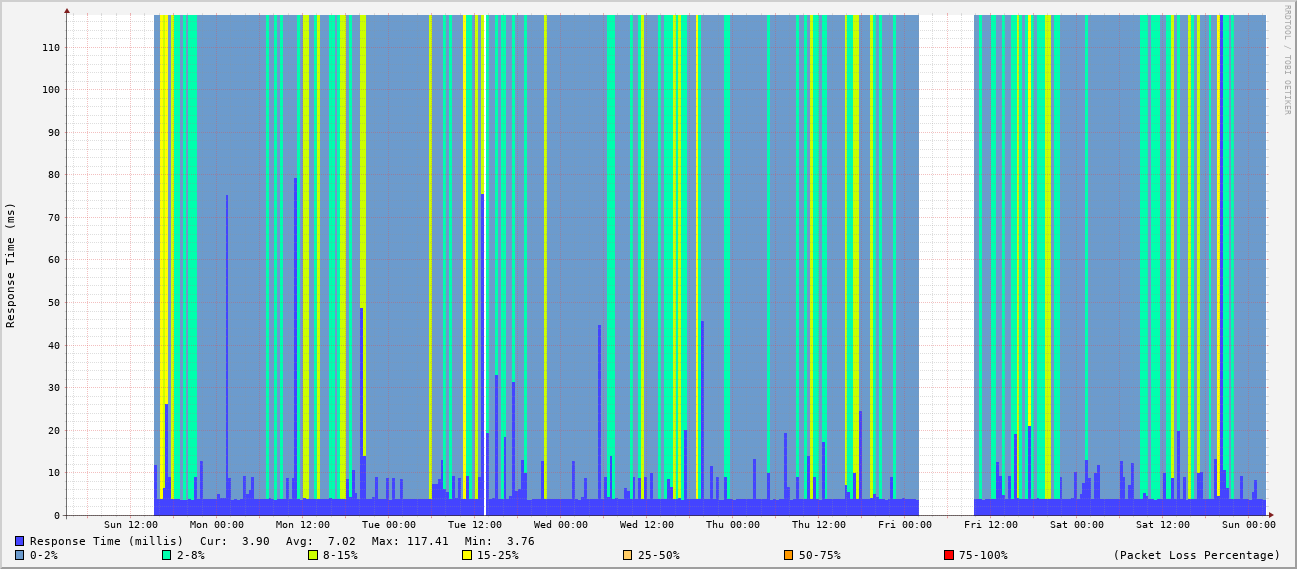 RRDTOOL / TOBI OETIKER
Response Time (ms)
110
100
90
80
70
60
50
40
30
20
10
0
Sun 12:00 Mon 00:00 Mon 12:00 Tue 00:00 Tue 12:00 Wed 00:00 Wed 12:00 Thu 00:00 Thu 12:00 Fri 00:00 Fri 12:00 Sat 00:00 Sat 12:00 Sun 00:00
Response Time (millis) Cur: 3.90 Avg: 7.02 Max: 117.41 Min: 3.76
0-2% 2-8% 8-15% 15-25% 25-50% 50-75% 75-100% (Packet Loss Percentage)